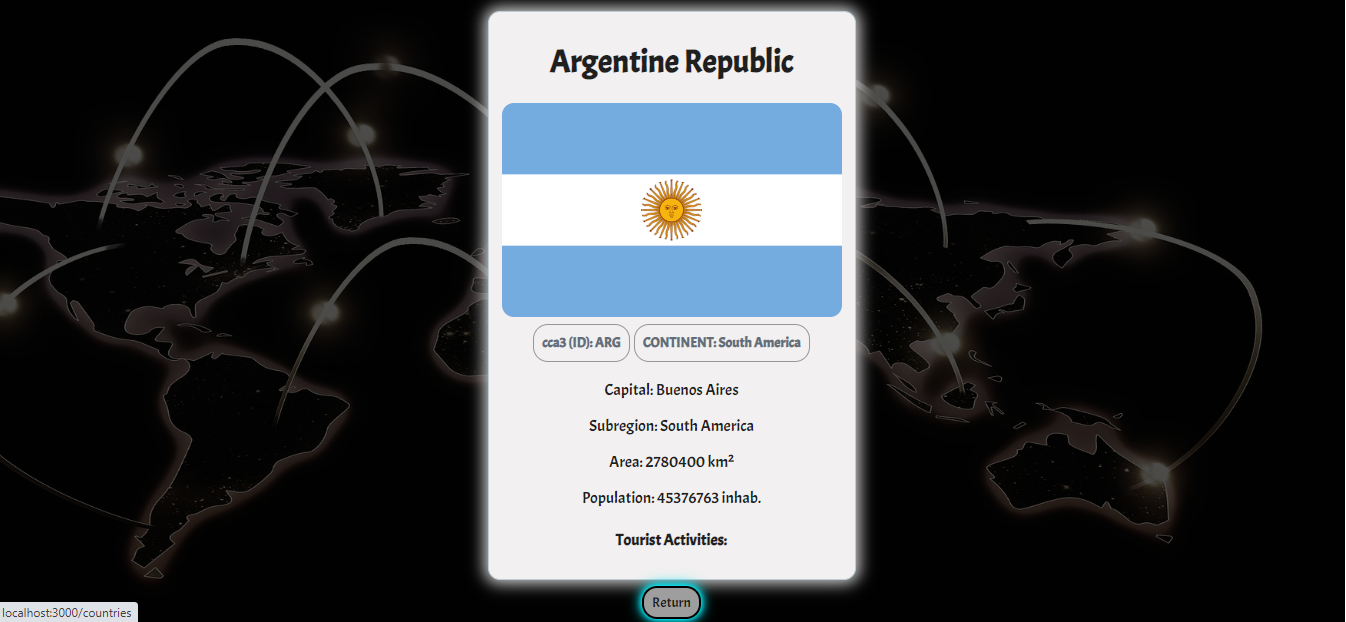 Argentine Republic
cca3 (ID): ARG
CONTINENT: South America
Capital: Buenos Aires
Subregion: South America
Area: 2780400 km²
Population: 45376763 inhab.
Tourist Activities:
Return
localhost:3000/countries